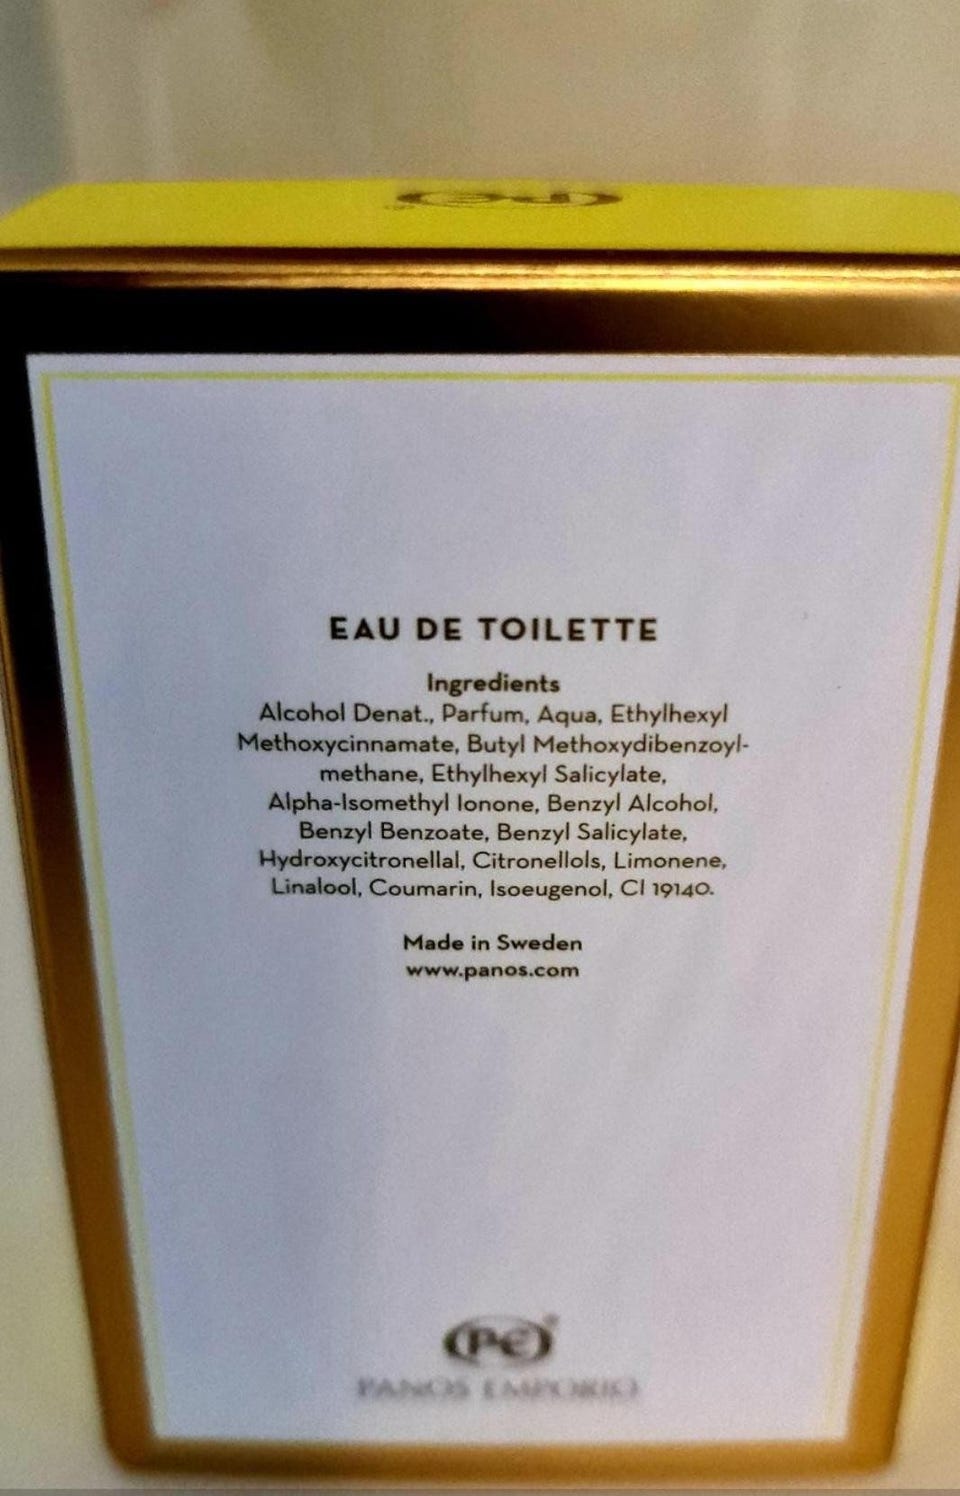 PE
EAU DE TOILETTE
Ingredients
Alcohol Denat., Parfum, Aqua, Ethylhexyl
Methoxycinnamate, Butyl Methoxydibenzoyl-
methane, Ethylhexyl Salicylate,
Alpha-Isomethyl Ionone, Benzyl Alcohol,
Benzyl Benzoate, Benzyl Salicylate,
Hydroxycitronellal, Citronellols, Limonene,
Linalool, Coumarin, Isoeugenol, CI 19140.
Made in Sweden
www.panos.com
PE®
PANOS EMPORIO